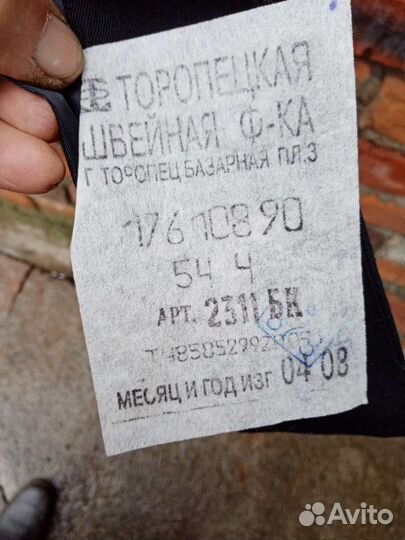 ТОРОПЕЦКАЯ
ШВЕЙНАЯ Ф-КА
Г ТОРОПЕЦ БАЗАРНАЯ ПЛ.3
176 108 90
54 4
АРТ. 2311 БК
МЕСЯЦ И ГОД ИЗГ 04 08
Avito